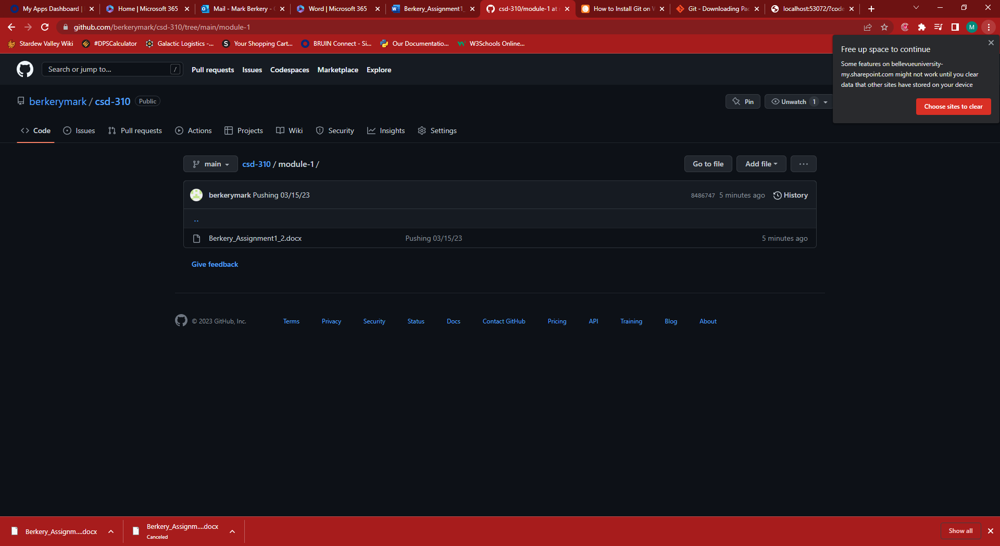 My Apps Dashboard |
Home | Microsoft 365
Mail - Mark Berkery -
Word | Microsoft 365
Berkery_Assignment1_
csd-310/module-1 at
How to Install Git on
Git - Downloading Pac
localhost:53072/?code
github.com/berkerymark/csd-310/tree/main/module-1
M
Stardew Valley Wiki
#DPSCalculator
Galactic Logistics -...
Your Shopping Cart...
BRUIN Connect - Si...
Our Documentatio...
W3Schools Online...
Free up space to continue
Some features on bellevueuniversity-
my.sharepoint.com might not work until you clear
data that other sites have stored on your device
Choose sites to clear
Search or jump to...
/
Pull requests
Issues
Codespaces
Marketplace
Explore
berkerymark / csd-310
Public
Pin
Unwatch 1
Code
Issues
Pull requests
Actions
Projects
Wiki
Security
Insights
Settings
main
csd-310 / module-1 /
Go to file
Add file
...
berkerymark Pushing 03/15/23
8486747 5 minutes ago
History
..
Berkery_Assignment1_2.docx
Pushing 03/15/23
5 minutes ago
Give feedback
© 2023 GitHub, Inc.
Terms
Privacy
Security
Status
Docs
Contact GitHub
Pricing
API
Training
Blog
About
Berkery_Assignm....docx
Berkery_Assignm....docx
Canceled
Show all